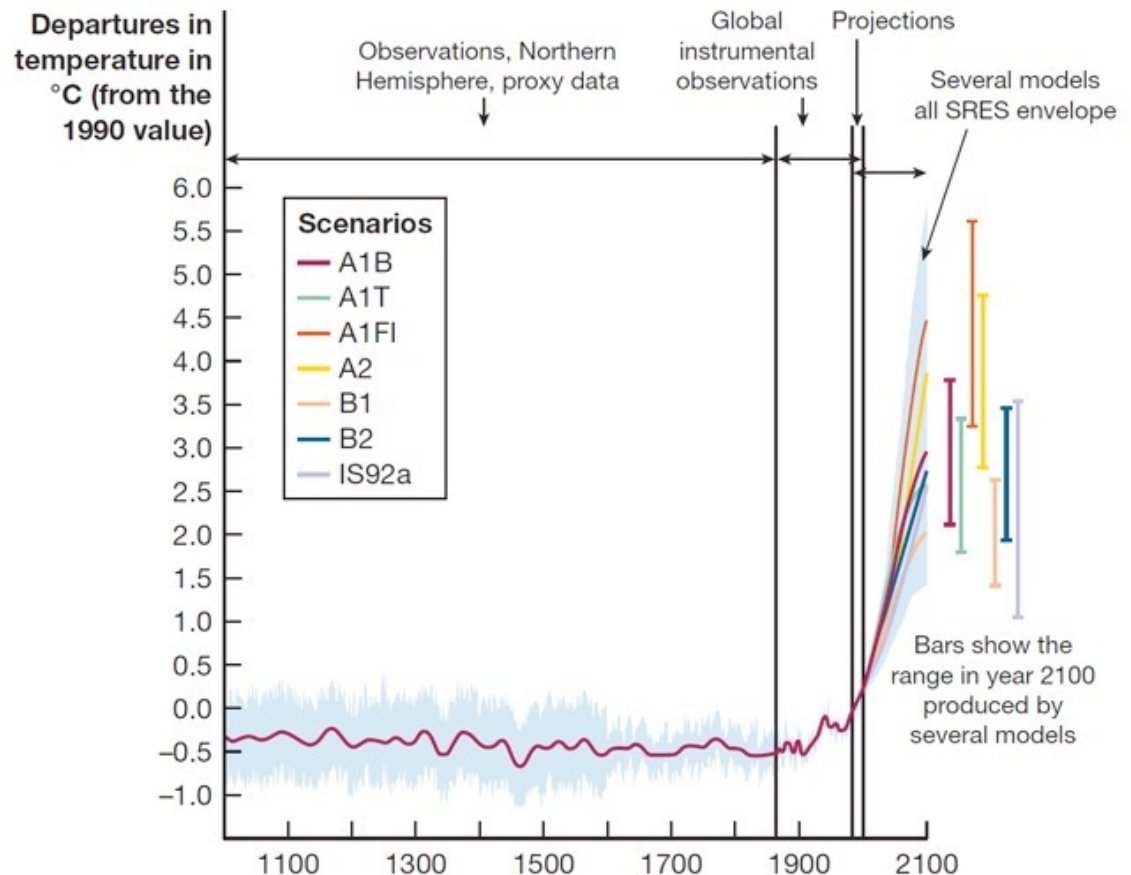 Departures in
temperature in
°C (from the
1990 value)
Observations, Northern
Hemisphere, proxy data
Global
instrumental
observations
Projections
Several models
all SRES envelope
6.0
5.5
5.0
4.5
4.0
3.5
3.0
2.5
2.0
1.5
1.0
0.5
0.0
–0.5
–1.0
Scenarios
A1B
A1T
A1FI
A2
B1
B2
IS92a
Bars show the
range in year 2100
produced by
several models
1100
1300
1500
1700
1900
2100